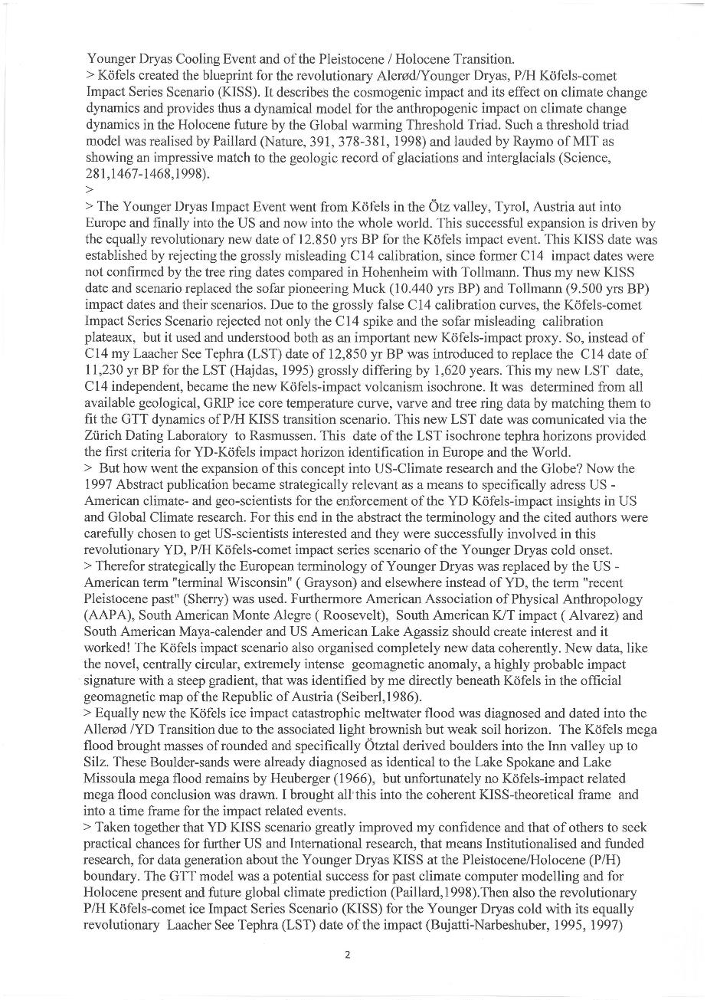 Younger Dryas Cooling Event and of the Pleistocene / Holocene Transition.
> Köfels created the blueprint for the revolutionary Alerød/Younger Dryas, P/H Köfels-comet
Impact Series Scenario (KISS). It describes the cosmogenic impact and its effect on climate change
dynamics and provides thus a dynamical model for the anthropogenic impact on climate change
dynamics in the Holocene future by the Global warming Threshold Triad. Such a threshold triad
model was realised by Paillard (Nature, 391, 378-381, 1998) and lauded by Raymo of MIT as
showing an impressive match to the geologic record of glaciations and interglacials (Science,
281,1467-1468,1998).
>
> The Younger Dryas Impact Event went from Köfels in the Ötz valley, Tyrol, Austria aut into
Europe and finally into the US and now into the whole world. This successful expansion is driven by
the equally revolutionary new date of 12.850 yrs BP for the Köfels impact event. This KISS date was
established by rejecting the grossly misleading C14 calibration, since former C14 impact dates were
not confirmed by the tree ring dates compared in Hohenheim with Tollmann. Thus my new KISS
date and scenario replaced the sofar pioneering Muck (10.440 yrs BP) and Tollmann (9.500 yrs BP)
impact dates and their scenarios. Due to the grossly false C14 calibration curves, the Köfels-comet
Impact Series Scenario rejected not only the C14 spike and the sofar misleading calibration
plateaux, but it used and understood both as an important new Köfels-impact proxy. So, instead of
C14 my Laacher See Tephra (LST) date of 12,850 yr BP was introduced to replace the C14 date of
11,230 yr BP for the LST (Hajdas, 1995) grossly differing by 1,620 years. This my new LST date,
C14 independent, became the new Köfels-impact volcanism isochrone. It was determined from all
available geological, GRIP ice core temperature curve, varve and tree ring data by matching them to
fit the GTT dynamics of P/H KISS transition scenario. This new LST date was comunicated via the
Zürich Dating Laboratory to Rasmussen. This date of the LST isochrone tephra horizons provided
the first criteria for YD-Köfels impact horizon identification in Europe and the World.
> But how went the expansion of this concept into US-Climate research and the Globe? Now the
1997 Abstract publication became strategically relevant as a means to specifically adress US -
American climate- and geo-scientists for the enforcement of the YD Köfels-impact insights in US
and Global Climate research. For this end in the abstract the terminology and the cited authors were
carefully chosen to get US-scientists interested and they were successfully involved in this
revolutionary YD, P/H Köfels-comet impact series scenario of the Younger Dryas cold onset.
> Therefor strategically the European terminology of Younger Dryas was replaced by the US -
American term "terminal Wisconsin" ( Grayson) and elsewhere instead of YD, the term "recent
Pleistocene past" (Sherry) was used. Furthermore American Association of Physical Anthropology
(AAPA), South American Monte Alegre ( Roosevelt), South American K/T impact ( Alvarez) and
South American Maya-calender and US American Lake Agassiz should create interest and it
worked! The Köfels impact scenario also organised completely new data coherently. New data, like
the novel, centrally circular, extremely intense geomagnetic anomaly, a highly probable impact
signature with a steep gradient, that was identified by me directly beneath Köfels in the official
geomagnetic map of the Republic of Austria (Seiberl,1986).
> Equally new the Köfels ice impact catastrophic meltwater flood was diagnosed and dated into the
Allerød /YD Transition due to the associated light brownish but weak soil horizon. The Köfels mega
flood brought masses of rounded and specifically Ötztal derived boulders into the Inn valley up to
Silz. These Boulder-sands were already diagnosed as identical to the Lake Spokane and Lake
Missoula mega flood remains by Heuberger (1966), but unfortunately no Köfels-impact related
mega flood conclusion was drawn. I brought all this into the coherent KISS-theoretical frame and
into a time frame for the impact related events.
> Taken together that YD KISS scenario greatly improved my confidence and that of others to seek
practical chances for further US and International research, that means Institutionalised and funded
research, for data generation about the Younger Dryas KISS at the Pleistocene/Holocene (P/H)
boundary. The GTT model was a potential success for past climate computer modelling and for
Holocene present and future global climate prediction (Paillard,1998).Then also the revolutionary
P/H Köfels-comet ice Impact Series Scenario (KISS) for the Younger Dryas cold with its equally
revolutionary Laacher See Tephra (LST) date of the impact (Bujatti-Narbeshuber, 1995, 1997)
2